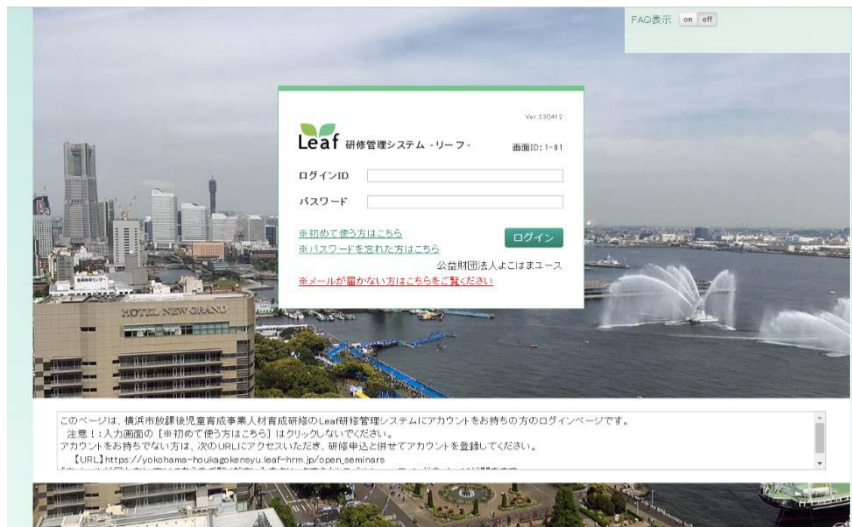 FAQ表示 on off
Leaf 研修管理システム - リーフ -
画面ID: 1-01
ログインID
パスワード
※初めて使う方はこちら
※パスワードを忘れた方はこちら
ログイン
公益財団法人よこはまユース
※メールが届かない方はこちらをご覧ください
HOTEL NEW GRAND
このページは、横浜市放課後児童育成事業人材育成研修のLeaf研修管理システムにアカウントをお持ちの方のログインページです。
注意!:入力画面の [※初めて使う方はこちら] はクリックしないでください。
アカウントをお持ちでない方は、次のURLにアクセスいただき、研修申込と併せてアカウントを登録してください。
【URL】https://yokohama-houkagokensyu.leaf-hrm.jp/open_seminars